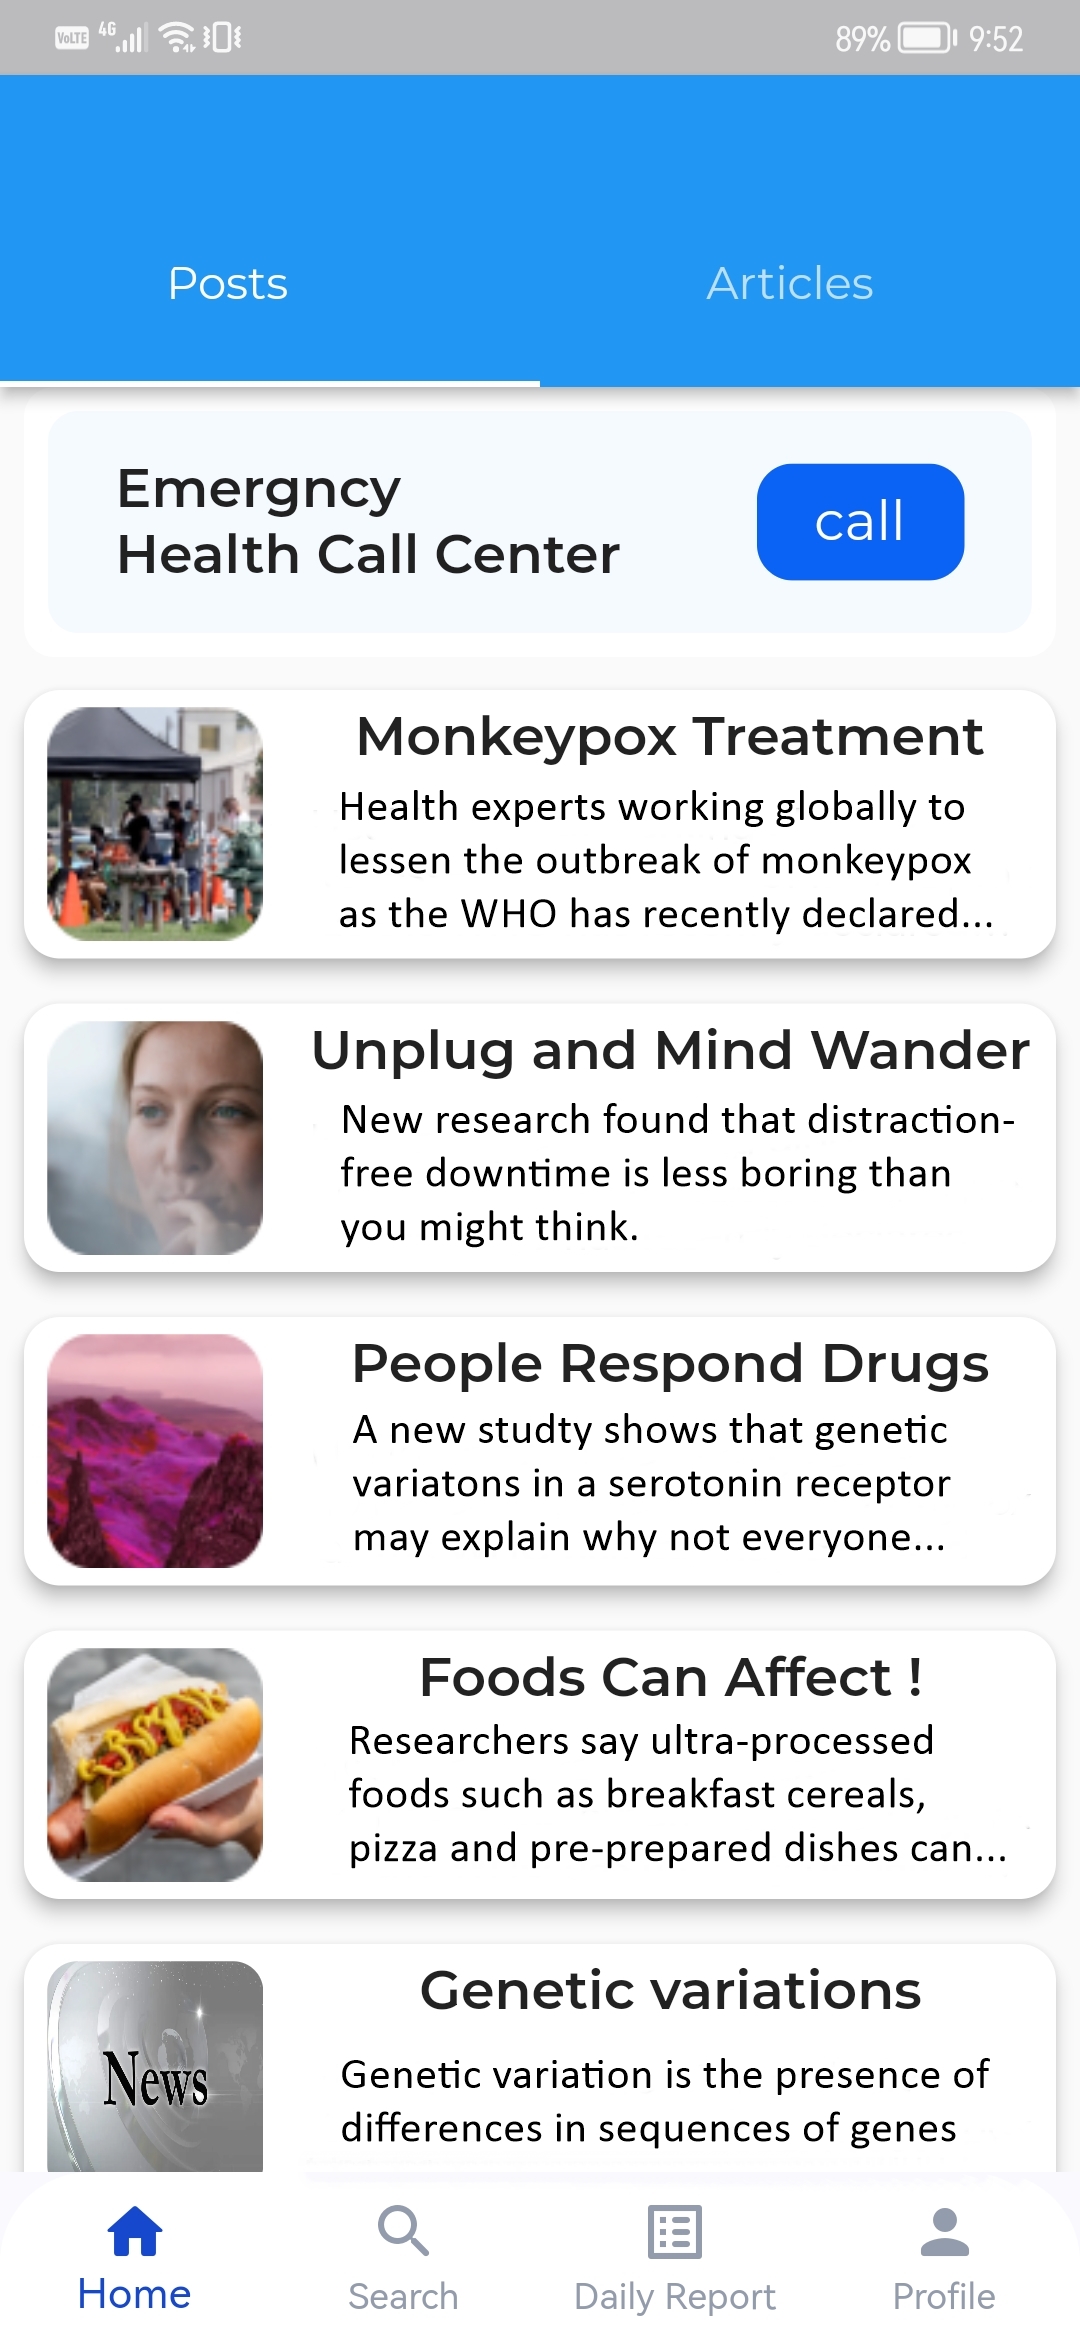 VoLTE 4G 89% 9:52
Posts Articles
Emergncy
Health Call Center
call
Monkeypox Treatment
Health experts working globally to
lessen the outbreak of monkeypox
as the WHO has recently declared...
Unplug and Mind Wander
New research found that distraction-
free downtime is less boring than
you might think.
People Respond Drugs
A new studty shows that genetic
variatons in a serotonin receptor
may explain why not everyone...
Foods Can Affect !
Researchers say ultra-processed
foods such as breakfast cereals,
pizza and pre-prepared dishes can...
News
Genetic variations
Genetic variation is the presence of
differences in sequences of genes
Home Search Daily Report Profile